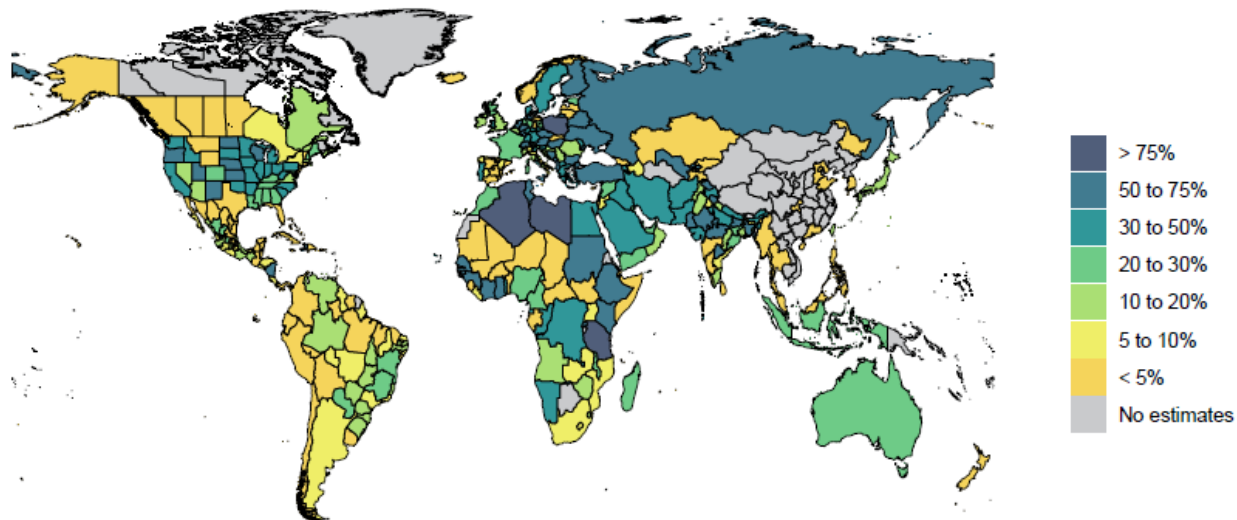 > 75%
50 to 75%
30 to 50%
20 to 30%
10 to 20%
5 to 10%
< 5%
No estimates